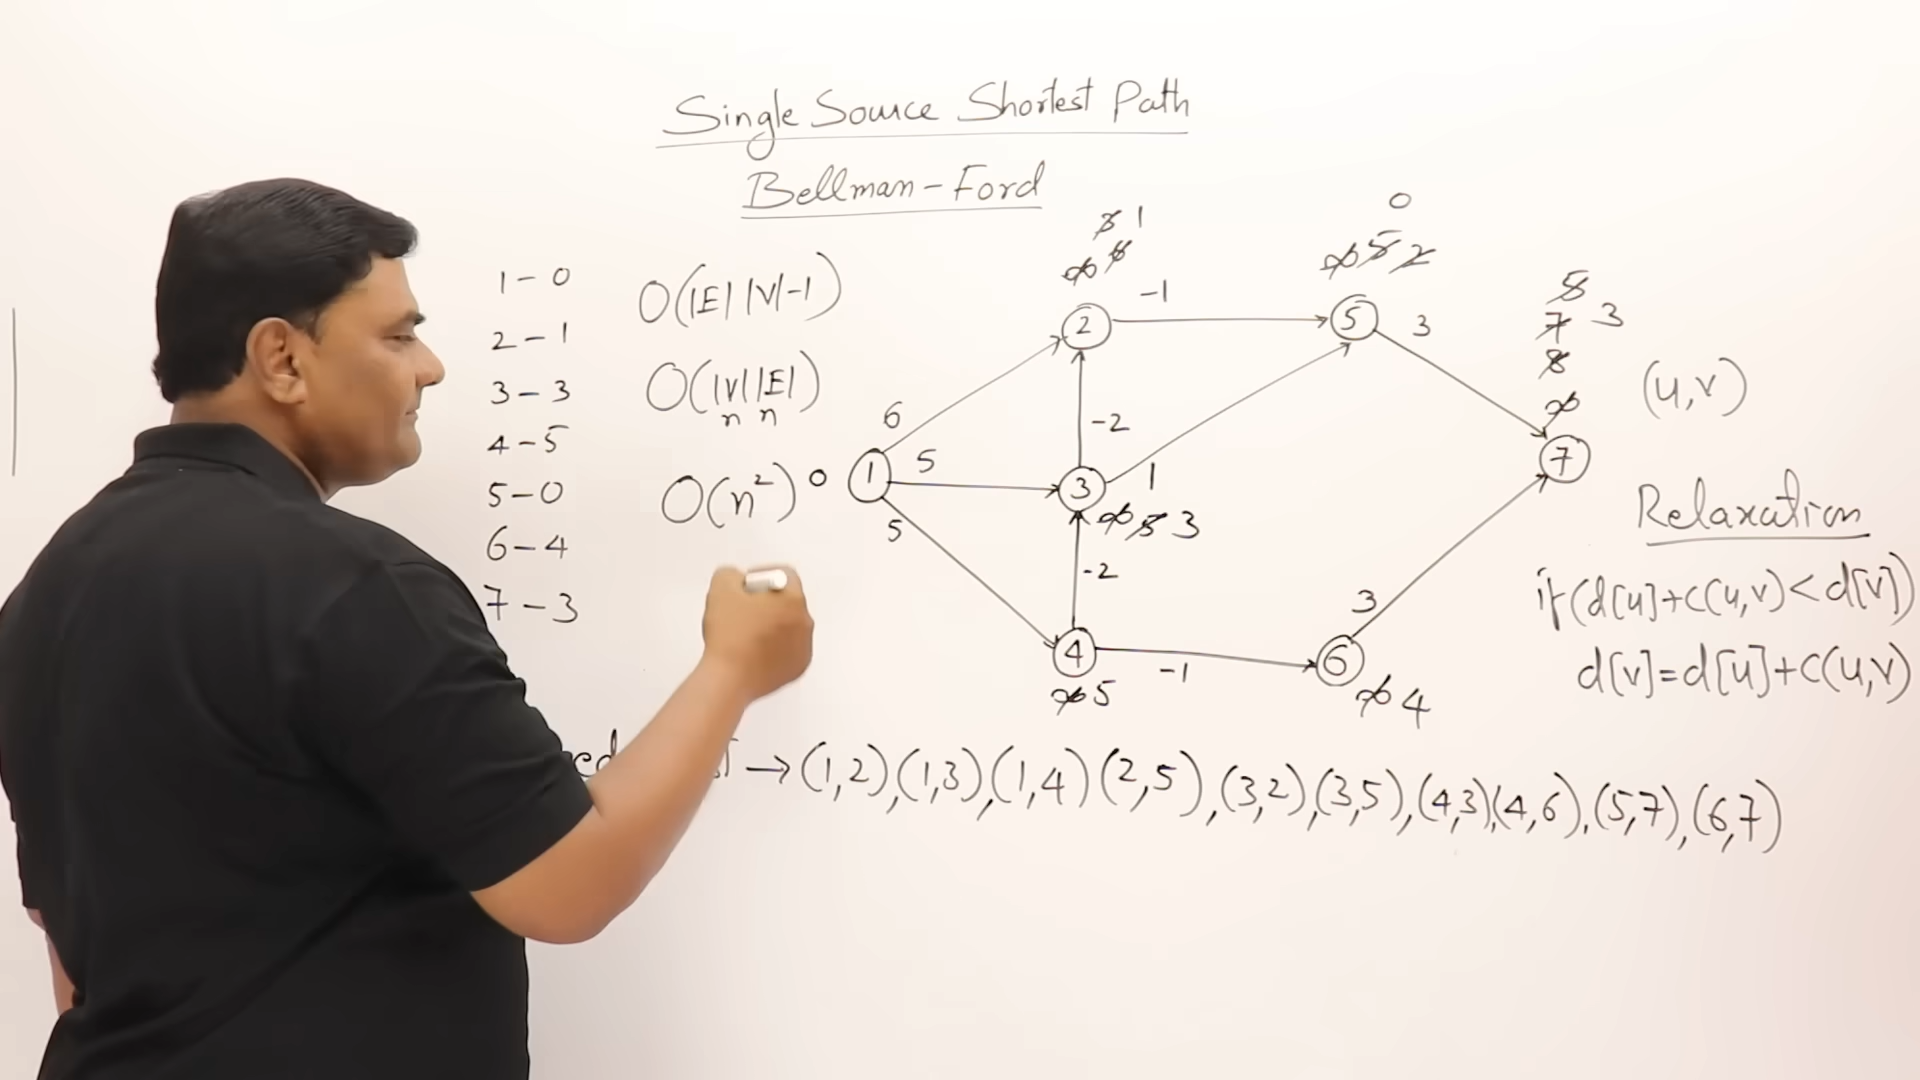 Single Source Shortest Path
Bellman-Ford
1 - 0
2 - 1
3 - 3
4 - 5
5 - 0
6 - 4
7 - 3
O(|E| |V|-1)
O(|V| |E|)
n n
O(n²)
0
1
6
5
5
1
2
-1
-2
3
∞ 5 3
1
-2
4
∞ 5
-1
0
∞ 5 2
5
3
6
∞ 4
3
7 3
8
∞
7
(u,v)
Relaxation
if(d[u]+c(u,v)<d[v])
d[v]=d[u]+c(u,v)
→ (1,2),(1,3),(1,4)(2,5),(3,2),(3,5),(4,3),(4,6),(5,7),(6,7)